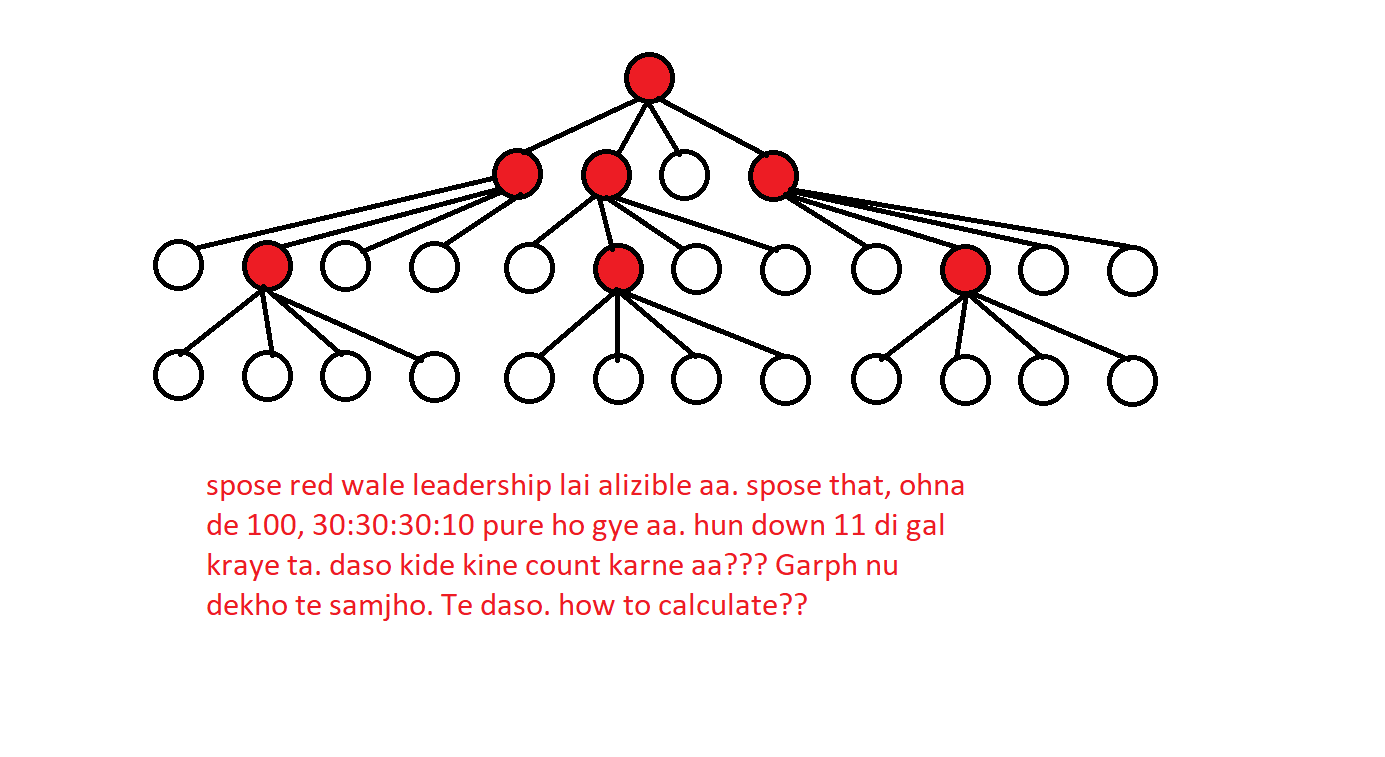 spose red wale leadership lai alizible aa. spose that, ohna
de 100, 30:30:30:10 pure ho gye aa. hun down 11 di gal
kraye ta. daso kide kine count karne aa??? Garph nu
dekho te samjho. Te daso. how to calculate??